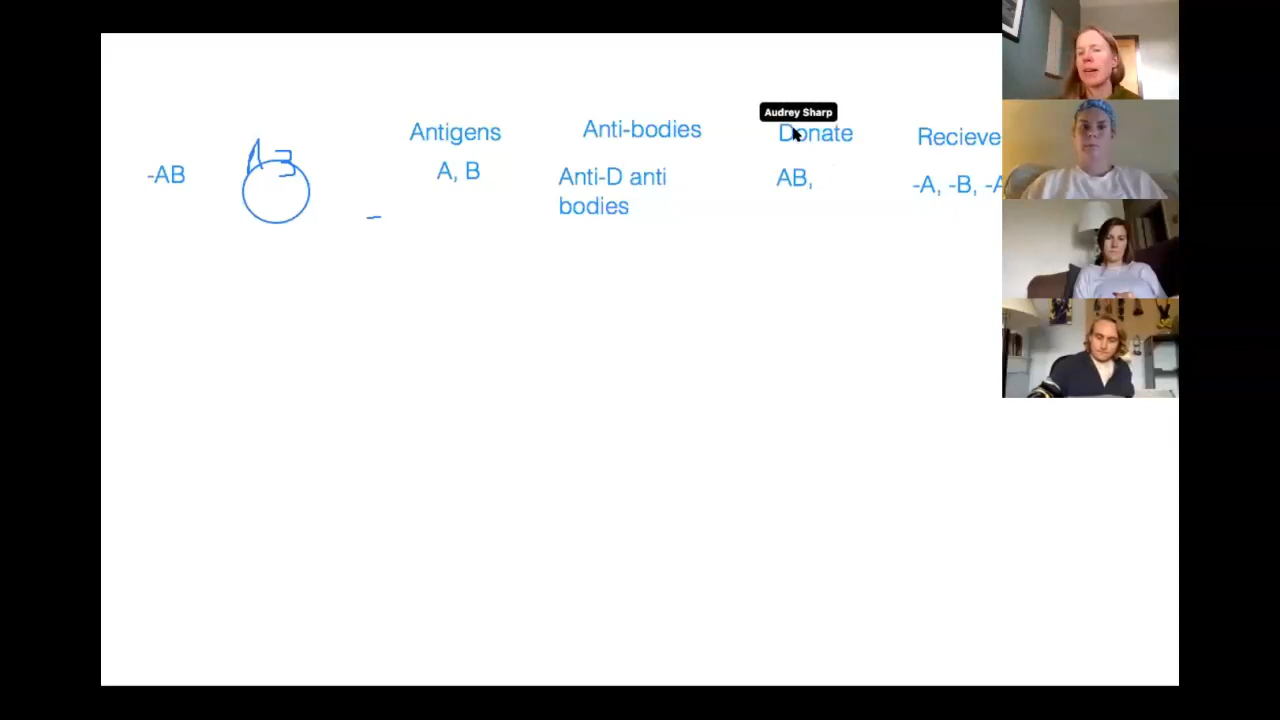 Audrey Sharp
Antigens Anti-bodies Donate Recieve
-AB A B A, B Anti-D anti AB, -A, -B, -A
bodies